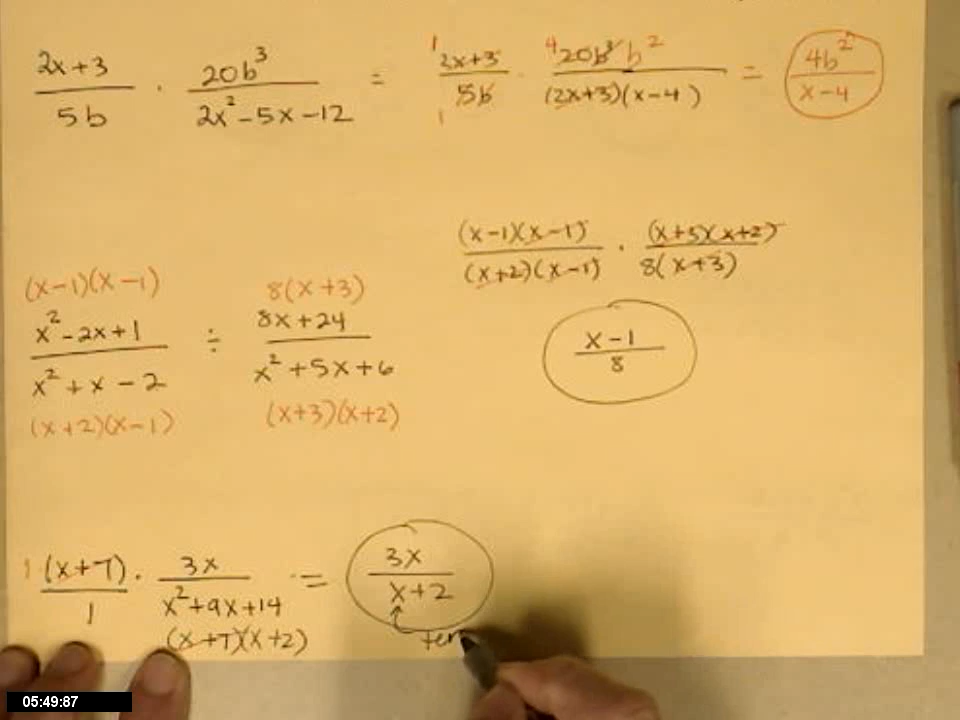 2x+3 / 5b · 20b³ / 2x²-5x-12 = 1 2x+3 / 5b 1 · 4 20b³ b² / (2x+3)(x-4) = 4b² / x-4
(x-1)(x-1) / (x+2)(x-1) · (x+3)(x+2) / 8(x+3)
(x-1)(x-1) 8(x+3)
x²-2x+1 / x²+x-2 ÷ 8x+24 / x²+5x+6
(x+2)(x-1) (x+3)(x+2)
x-1 / 8
1 (x+7) / 1 · 3x / x²+9x+14 = 3x / x+2
(x+7)(x+2)
ter
05:49:87